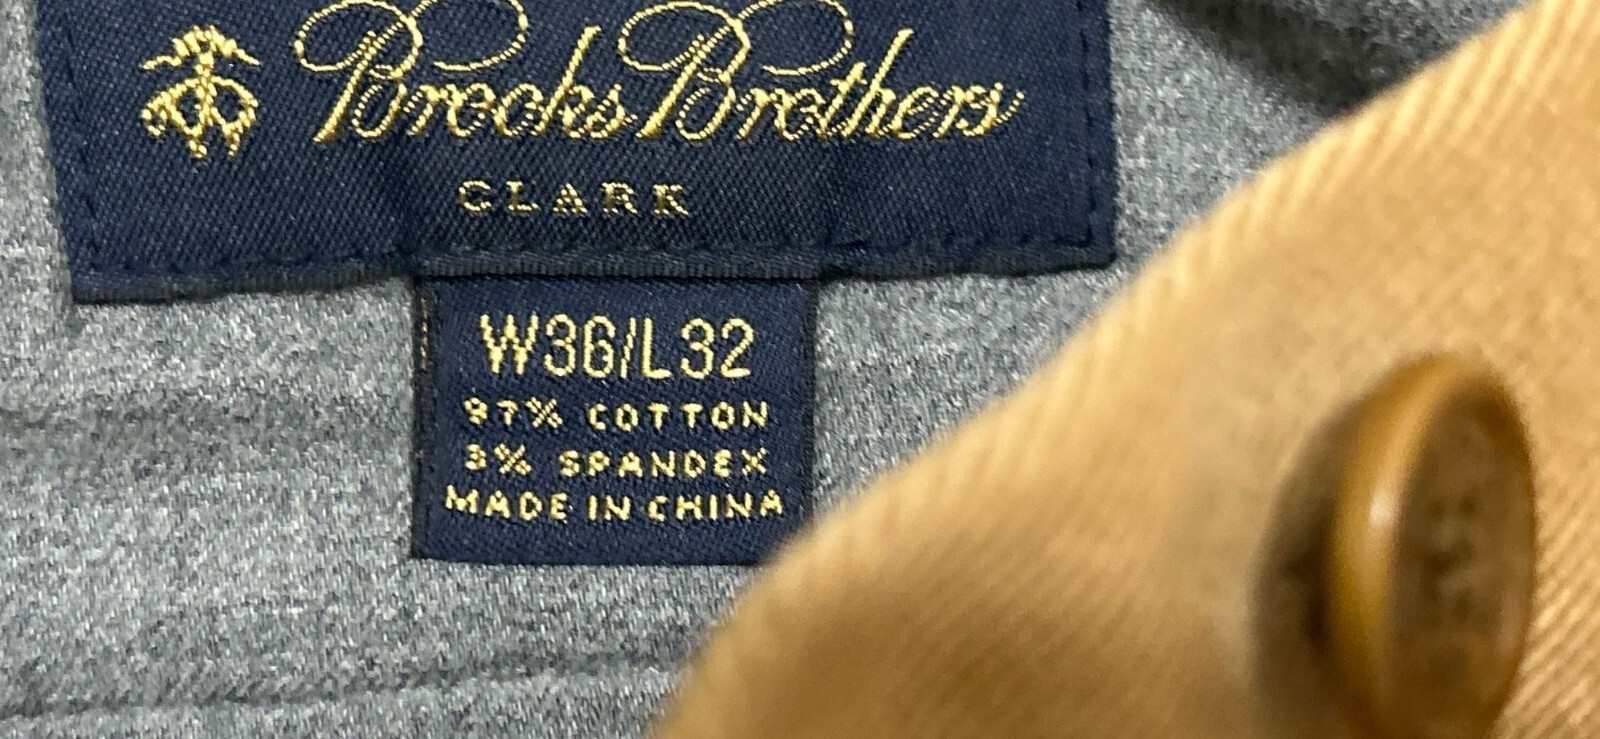 Brooks Brothers
CLARK
W36/L32
97% COTTON
3% SPANDEX
MADE IN CHINA